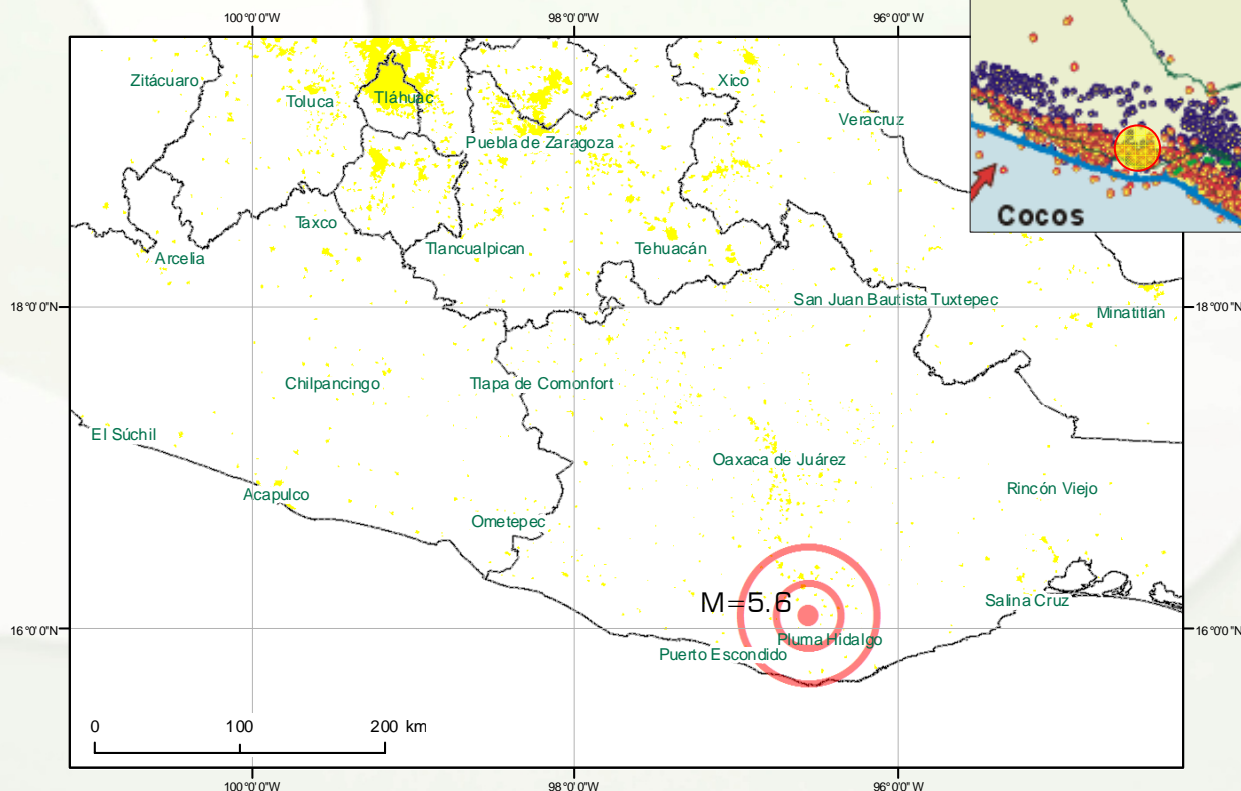 100°0'0"W
98°0'0"W
96°0'0"W
Zitácuaro
Toluca
Tláhuac
Xico
Veracruz
Puebla de Zaragoza
Cocos
Taxco
Tlancualpican
Tehuacán
Arcelia
18°0'0"N
San Juan Bautista Tuxtepec
18°0'0"N
Minatitlán
Chilpancingo
Tlapa de Comonfort
El Súchil
Oaxaca de Juárez
Rincón Viejo
Acapulco
Ometepec
M=5.6
Salina Cruz
16°0'0"N
Pluma Hidalgo
16°0'0"N
Puerto Escondido
0 100 200 km
100°0'0"W
98°0'0"W
96°0'0"W